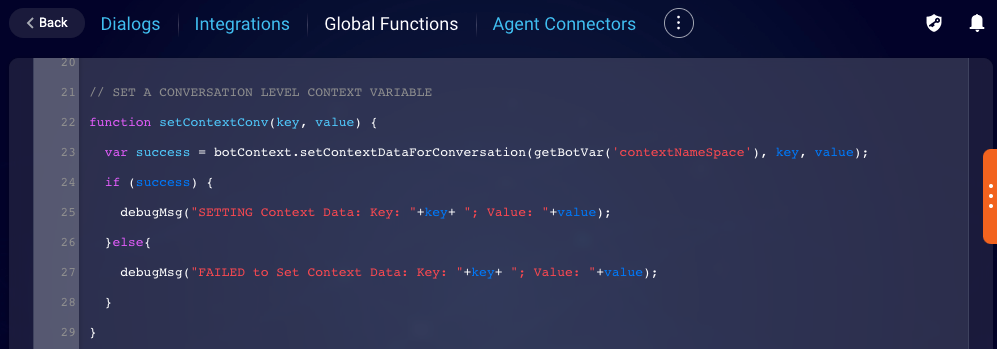 Back Dialogs Integrations Global Functions Agent Connectors
20
21 // SET A CONVERSATION LEVEL CONTEXT VARIABLE
22 function setContextConv(key, value) {
23 var success = botContext.setContextDataForConversation(getBotVar('contextNameSpace'), key, value);
24 if (success) {
25 debugMsg("SETTING Context Data: Key: "+key+ "; Value: "+value);
26 }else{
27 debugMsg("FAILED to Set Context Data: Key: "+key+ "; Value: "+value);
28 }
29 }